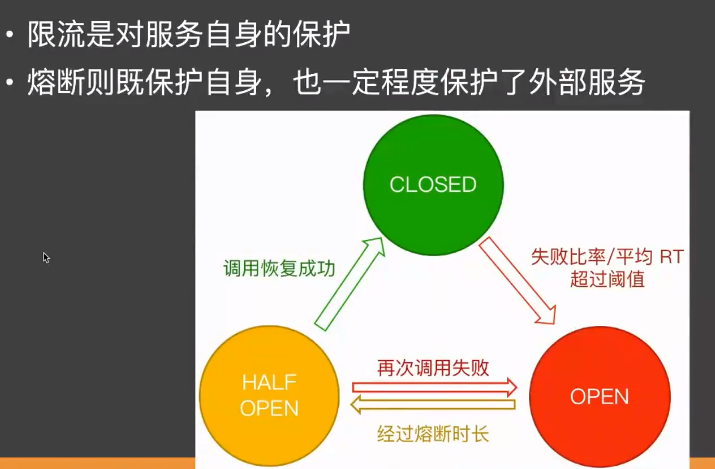 • 限流是对服务自身的保护
• 熔断则既保护自身，也一定程度保护了外部服务
CLOSED
调用恢复成功
失败比率/平均 RT
超过阈值
HALF
OPEN
再次调用失败
经过熔断时长
OPEN